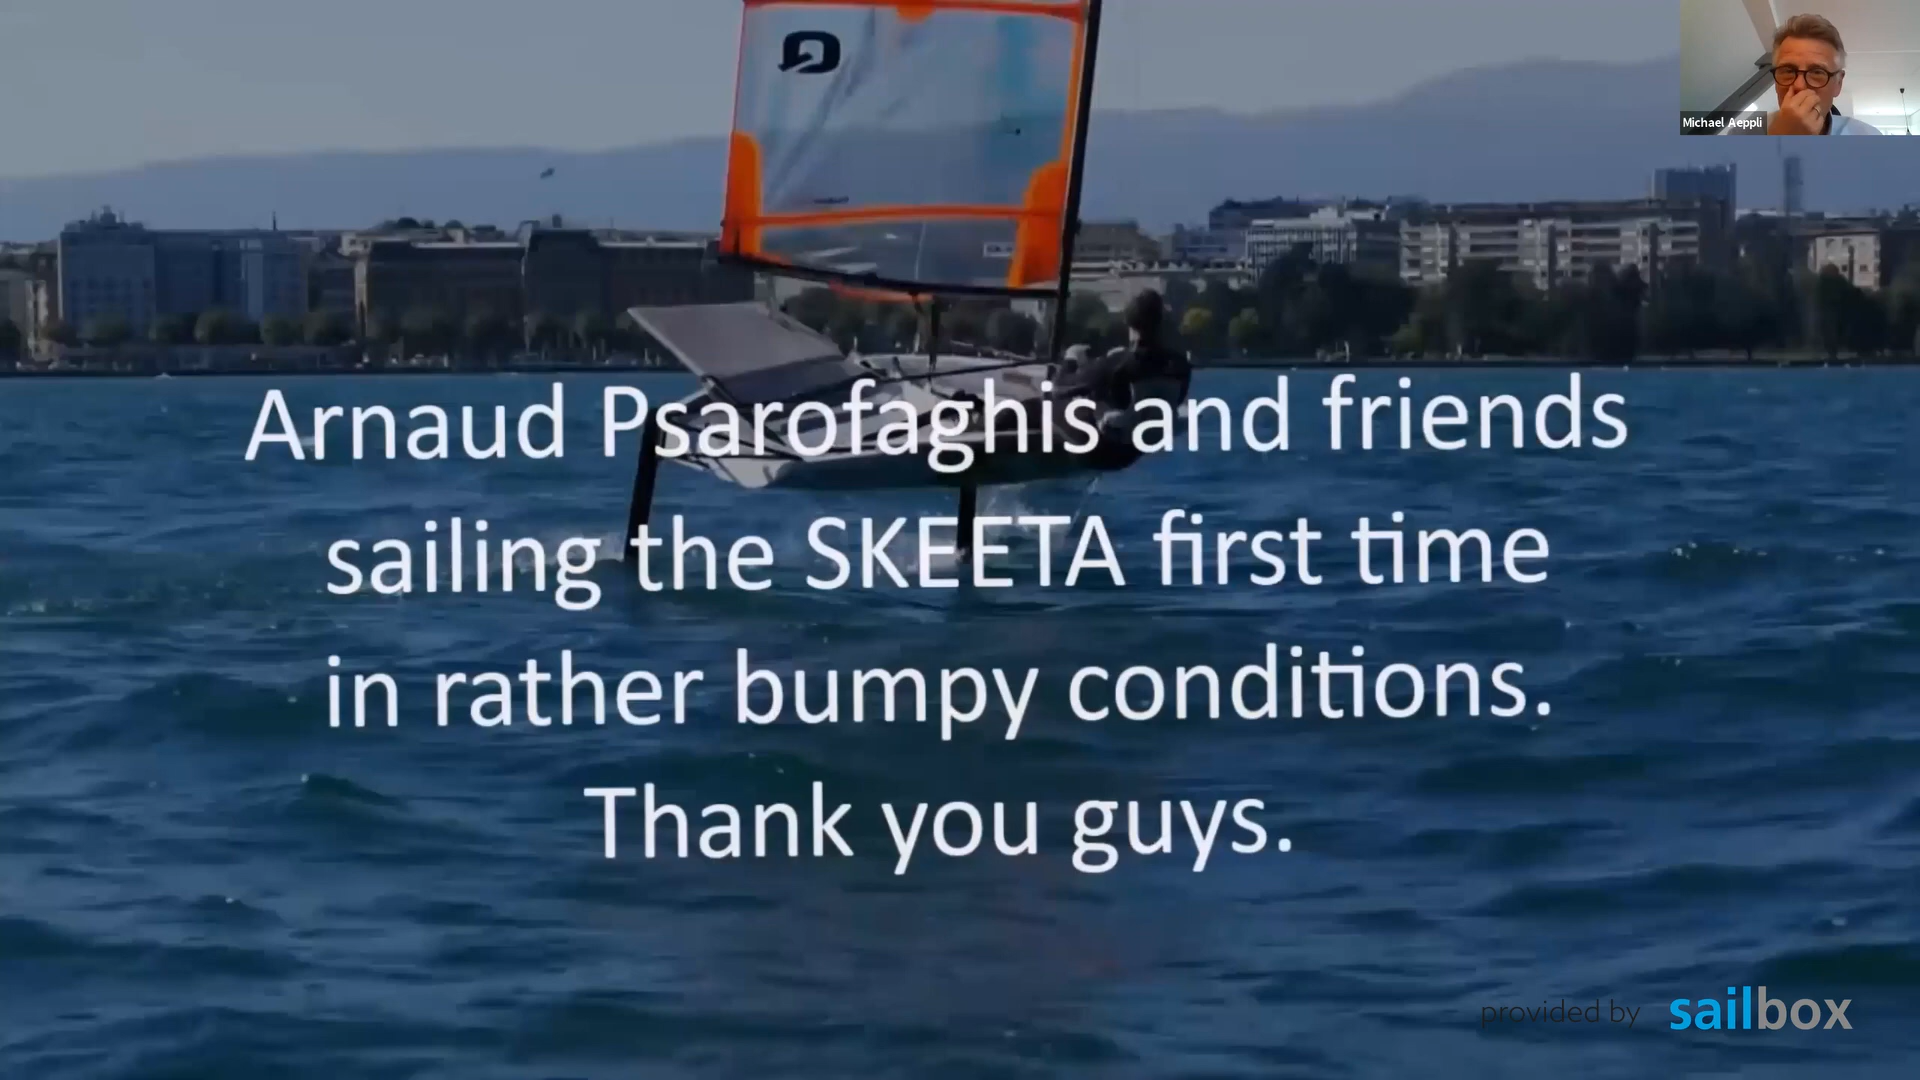 Michael Aeppli
Arnaud Psarofaghis and friends
sailing the SKEETA first time
in rather bumpy conditions.
Thank you guys.
provided by sailbox